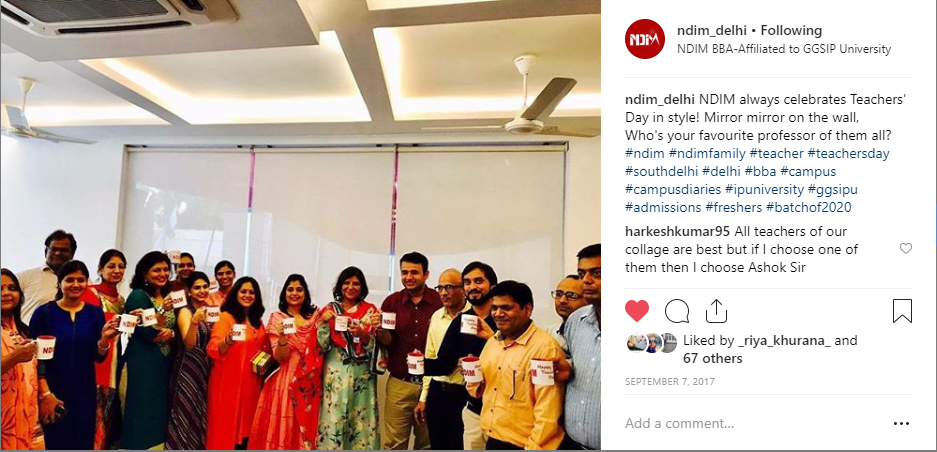 NDIM
ndim_delhi • Following
NDIM BBA-Affiliated to GGSIP University
ndim_delhi NDIM always celebrates Teachers'
Day in style! Mirror mirror on the wall,
Who's your favourite professor of them all?
#ndim #ndimfamily #teacher #teachersday
#southdelhi #delhi #bba #campus
#campusdiaries #ipuniversity #ggsipu
#admissions #freshers #batchof2020
harkeshkumar95 All teachers of our
collage are best but if I choose one of
them then I choose Ashok Sir
Liked by _riya_khurana_ and
67 others
SEPTEMBER 7, 2017
Add a comment...
NDIM
NDIM
NDIM
NDIM
NDIM
NDIM
NDIM
NDIM
NDIM